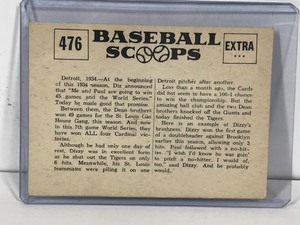 476
BASEBALL
SCOOPS
EXTRA
Detroit, 1934.—At the beginning
of this 1934 season, Diz announced
that "Me and Paul are going to win
45 games and the World Series."
Today he made good that promise.
Between them, the Dean brothers
won 49 games for the St. Louis Gas
House Gang, this season. And now
in this 7th game World Series, they
have won ALL four Cardinal vic-
tories.
Although he had only one day of
rest, Dizzy was in excellent form
as he shut out the Tigers on only
6 hits. Meanwhile, his St. Louis
teammates were piling it on one
Detroit pitcher after another.
Less than a month ago, the Cards
did not seem to have a 100-1 chance
to win the championship. But the
amazing ball club and the two Dean
brothers knocked off the Giants and
today finished the Tigers.
Here is an example of Dizzy's
brashness. Dizzy won the first game
of a doubleheader against Brooklyn
earlier this season, allowing only 3
hits. Paul followed with a no-hit-
ter. "I wish I'd know he was goin'
to pitch a no-hitter. I would of,
too," said Dizzy. And he probably
would.